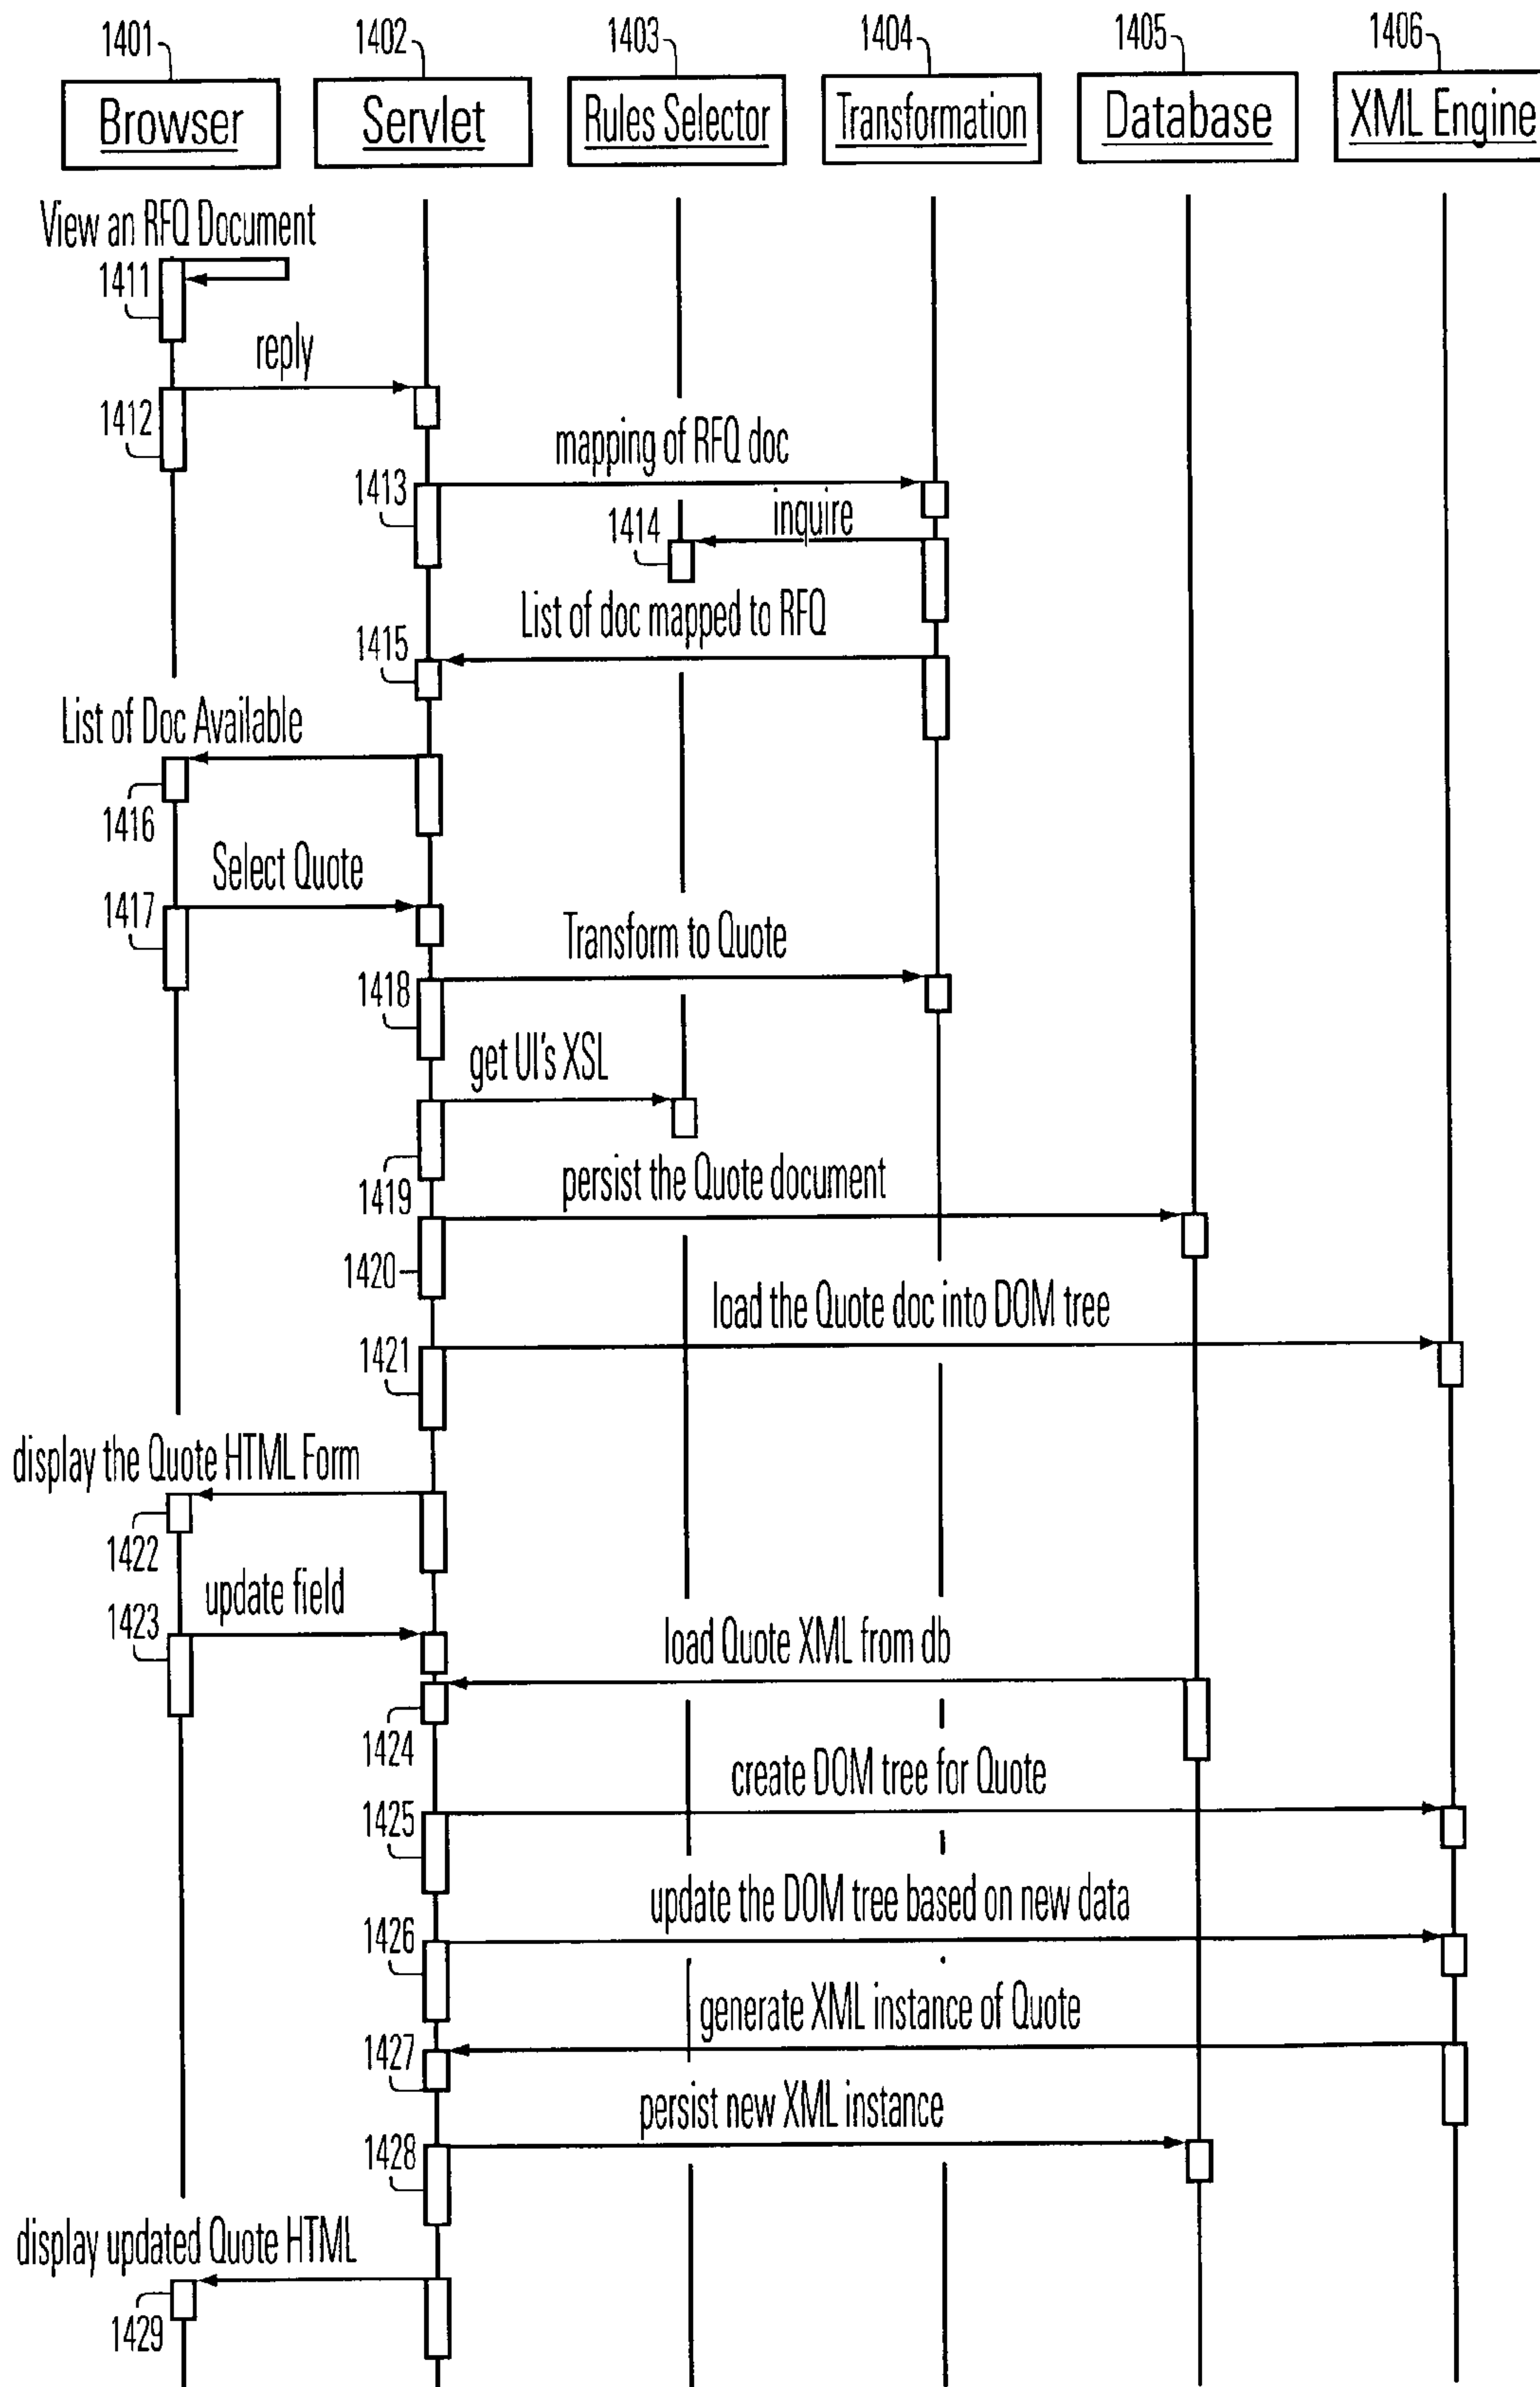 1401
1402
1403
1404
1405
1406
Browser
Servlet
Rules Selector
Transformation
Database
XML Engine
View an RFQ Document
1411
reply
1412
mapping of RFQ doc
1413
inquire
1414
List of doc mapped to RFQ
1415
List of Doc Available
1416
Select Quote
1417
Transform to Quote
1418
get UI's XSL
1419
persist the Quote document
1420
load the Quote doc into DOM tree
1421
display the Quote HTML Form
1422
update field
1423
load Quote XML from db
1424
create DOM tree for Quote
1425
update the DOM tree based on new data
1426
generate XML instance of Quote
1427
persist new XML instance
1428
display updated Quote HTML
1429